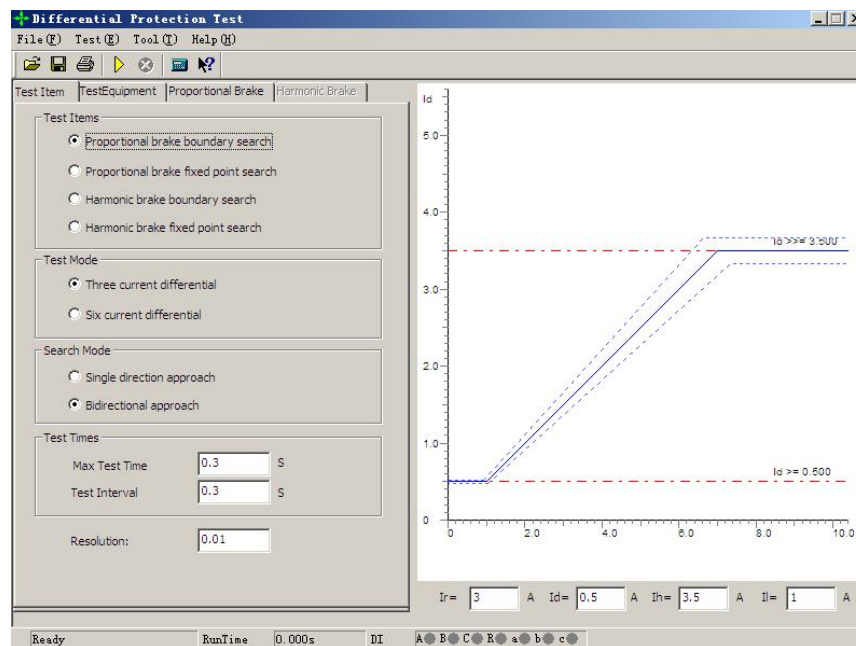 Differential Protection Test
File(F) Test(E) Tool(T) Help(H)
Test Item TestEquipment Proportional Brake Harmonic Brake
Test Items
Proportional brake boundary search
Proportional brake fixed point search
Harmonic brake boundary search
Harmonic brake fixed point search
Test Mode
Three current differential
Six current differential
Search Mode
Single direction approach
Bidirectional approach
Test Times
Max Test Time 0.3 S
Test Interval 0.3 S
Resolution: 0.01
Id
5.0
4.0
Id >>= 3.500
3.0
2.0
1.0
Id >= 0.500
0
0 2.0 4.0 6.0 8.0 10.0
Ir= 3 A Id= 0.5 A Ih= 3.5 A Il= 1 A
Ready RunTime 0.000s DI A B C R a b c